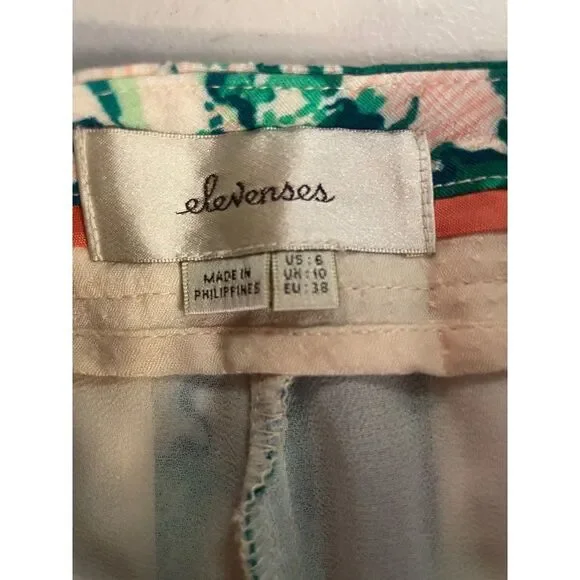 elevenses
MADE IN
PHILIPPINES
US : 6
UK : 10
EU : 38